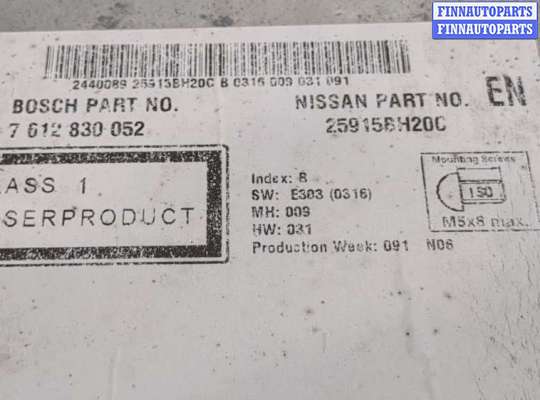 FINNAUTOPARTS
FINNAUTOPARTS
FINNAUTOPARTS
2440089 25915BH20C B 0316 009 031 091
BOSCH PART NO.
7 612 830 052
NISSAN PART NO.
25915BH20C
EN
ASS 1
SERPRODUCT
Index: B
SW: E303 (0316)
MH: 009
HW: 031
Production Week: 091 N06
Mounting Screws
ISO
M5x8 max.